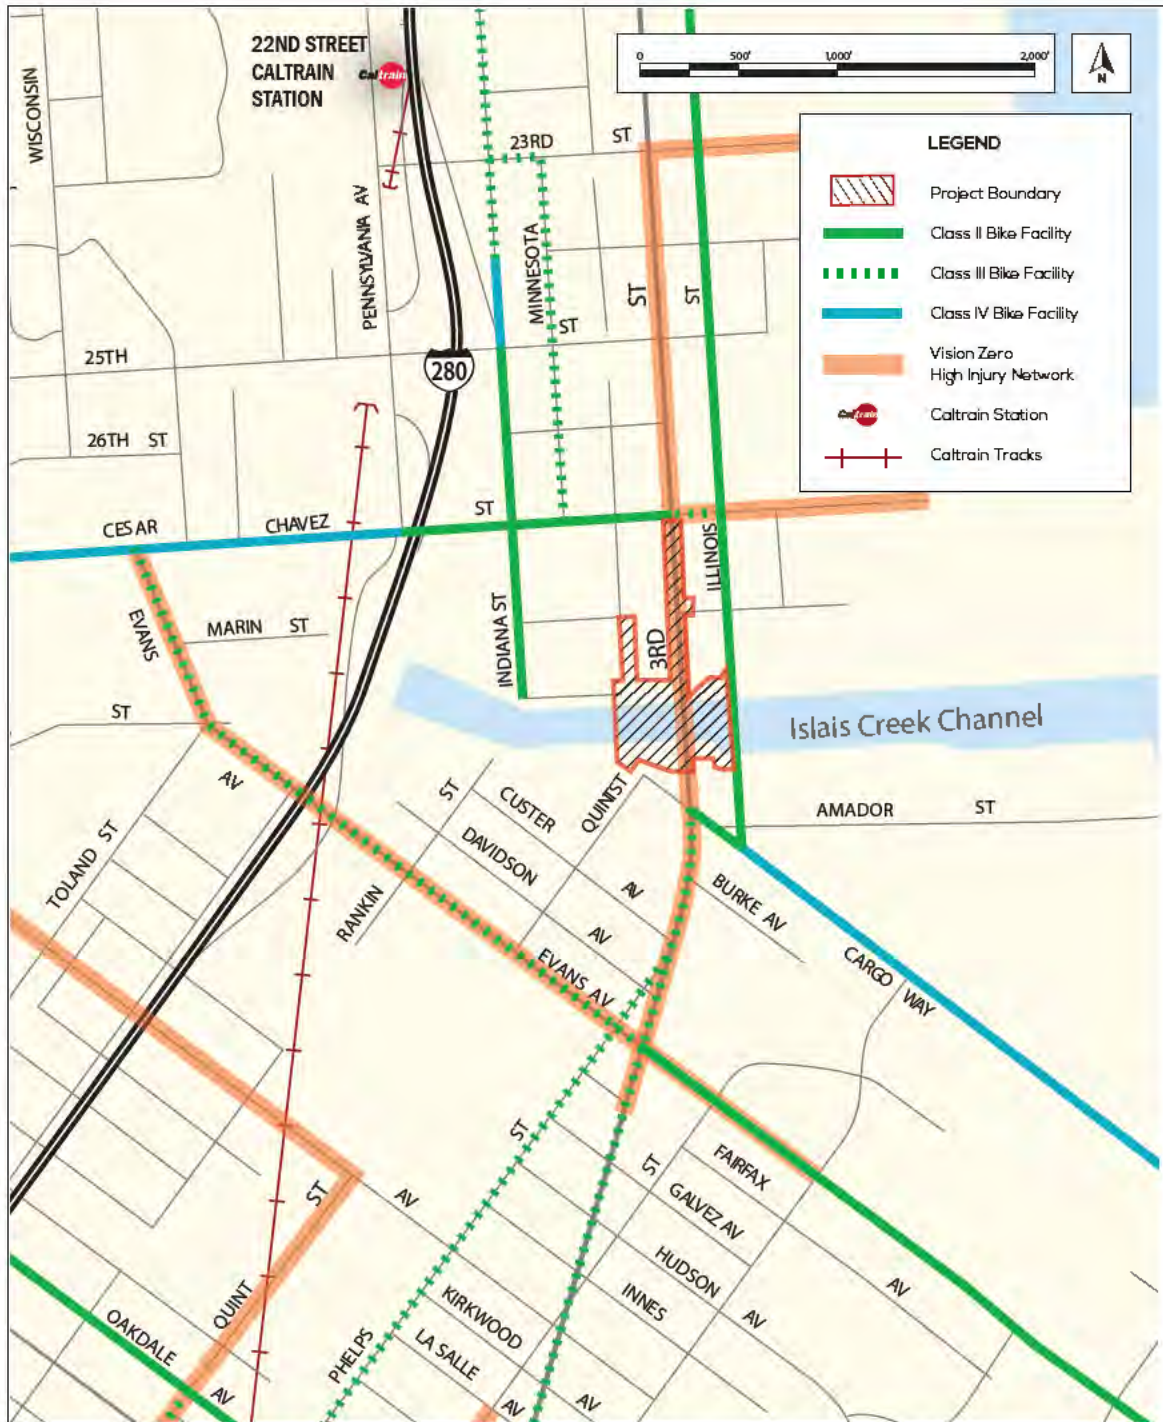 22ND STREET
CALTRAIN
STATION
Caltrain
0 500' 1,000' 2,000'
N
LEGEND
Project Boundary
Class II Bike Facility
Class III Bike Facility
Class IV Bike Facility
Vision Zero
High Injury Network
Caltrain
Caltrain Station
Caltrain Tracks
WISCONSIN
23RD ST
PENNSYLVANIA AV
MINNESOTA
ST
ST
ST
25TH
280
26TH ST
CESAR CHAVEZ ST
EVANS
MARIN ST
INDIANA ST
3RD
ILLINOIS
ST
AV
Islais Creek Channel
AMADOR ST
TOLAND ST
RANKIN ST
CUSTER AV
QUINT ST
DAVIDSON AV
BURKE AV
EVANS AV
CARGO WAY
ST
ST
FAIRFAX AV
GALVEZ AV
HUDSON AV
INNES
ST
AV
QUINT
OAKDALE AV
PHELPS
KIRKWOOD AV
LA SALLE AV